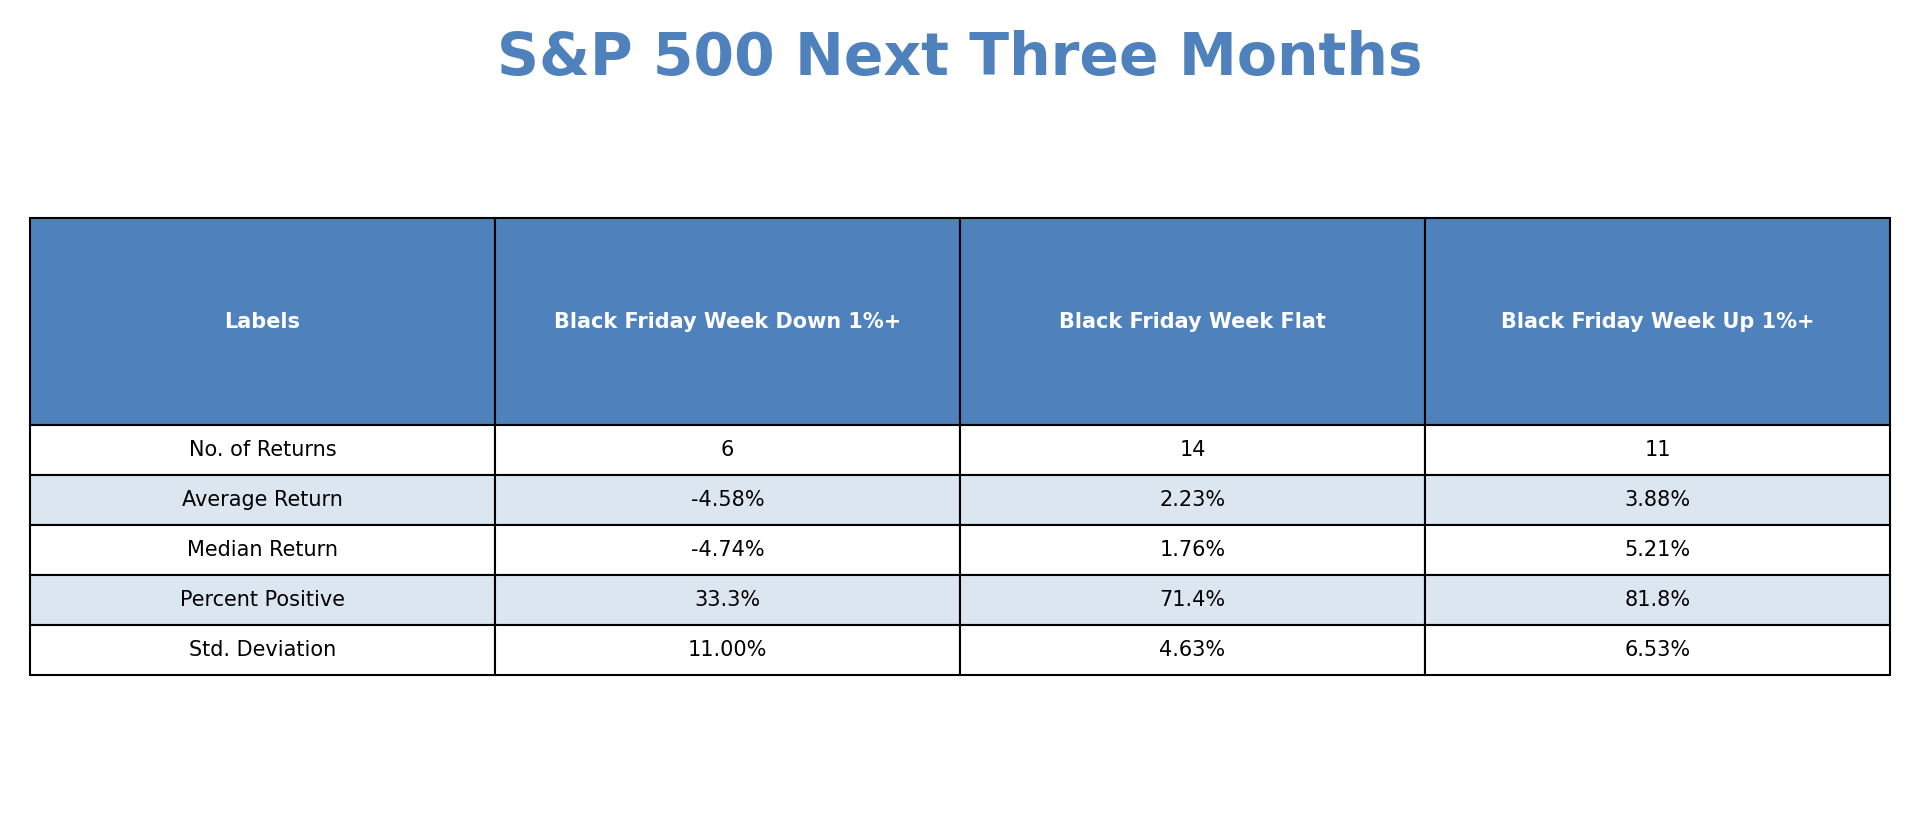 S&P 500 Next Three Months
Labels Black Friday Week Down 1%+ Black Friday Week Flat Black Friday Week Up 1%+
No. of Returns 6 14 11
Average Return -4.58% 2.23% 3.88%
Median Return -4.74% 1.76% 5.21%
Percent Positive 33.3% 71.4% 81.8%
Std. Deviation 11.00% 4.63% 6.53%